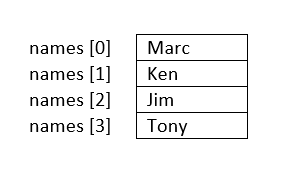 names [0] Marc
names [1] Ken
names [2] Jim
names [3] Tony